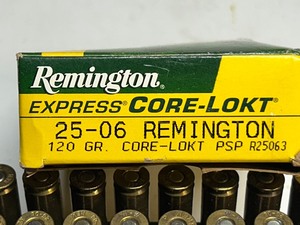 Remington®
EXPRESS® CORE-LOKT®
25-06 REMINGTON
120 GR. CORE-LOKT PSP R25063